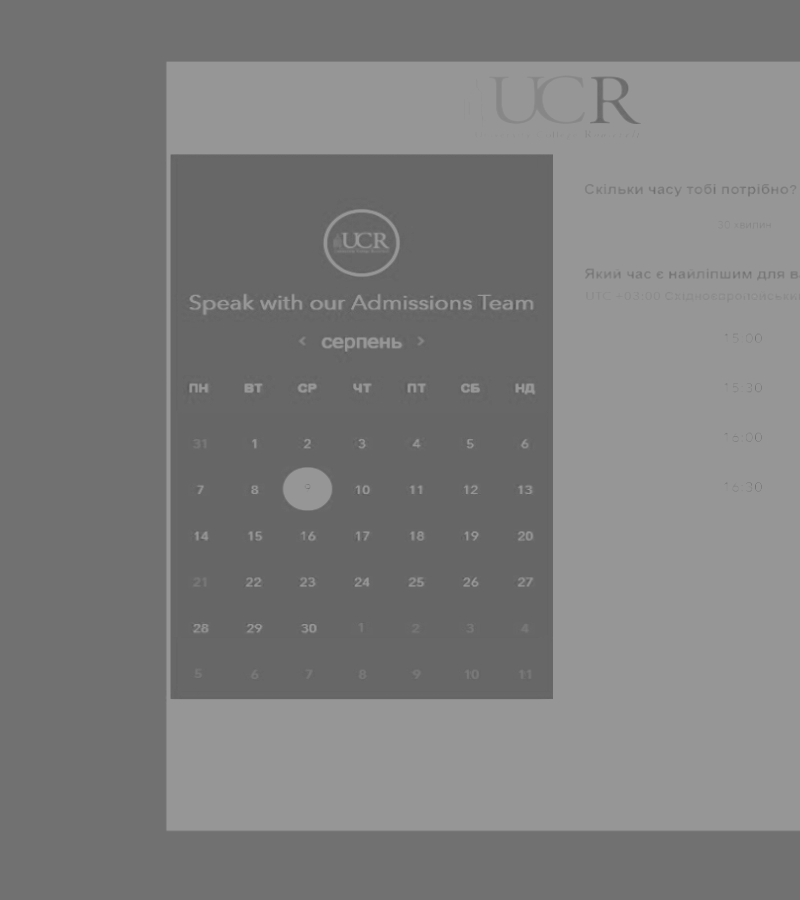 UCR
UCR
Speak with our Admissions Team
< серпень >
ПН ВТ СР ЧТ ПТ СБ НД
31 1 2 3 4 5 6
7 8 9 10 11 12 13
14 15 16 17 18 19 20
21 22 23 24 25 26 27
28 29 30 1 2 3 4
5 6 7 8 9 10 11
Скільки часу тобі потрібно?
20 хвилин
Який час є найліпшим для
UTC +03:00
15:00
15:30
16:00
16:30